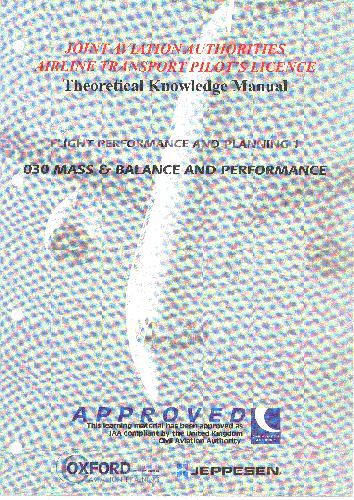 JOINT AVIATION AUTHORITIES
AIRLINE TRANSPORT PILOT'S LICENCE
Theoretical Knowledge Manual
FLIGHT PERFORMANCE AND PLANNING 1
030 MASS & BALANCE AND PERFORMANCE
APPROVED
This learning material has been approved as
JAA compliant by the United Kingdom
Civil Aviation Authority
OXFORD
AVIATION TRAINING
JEPPESEN